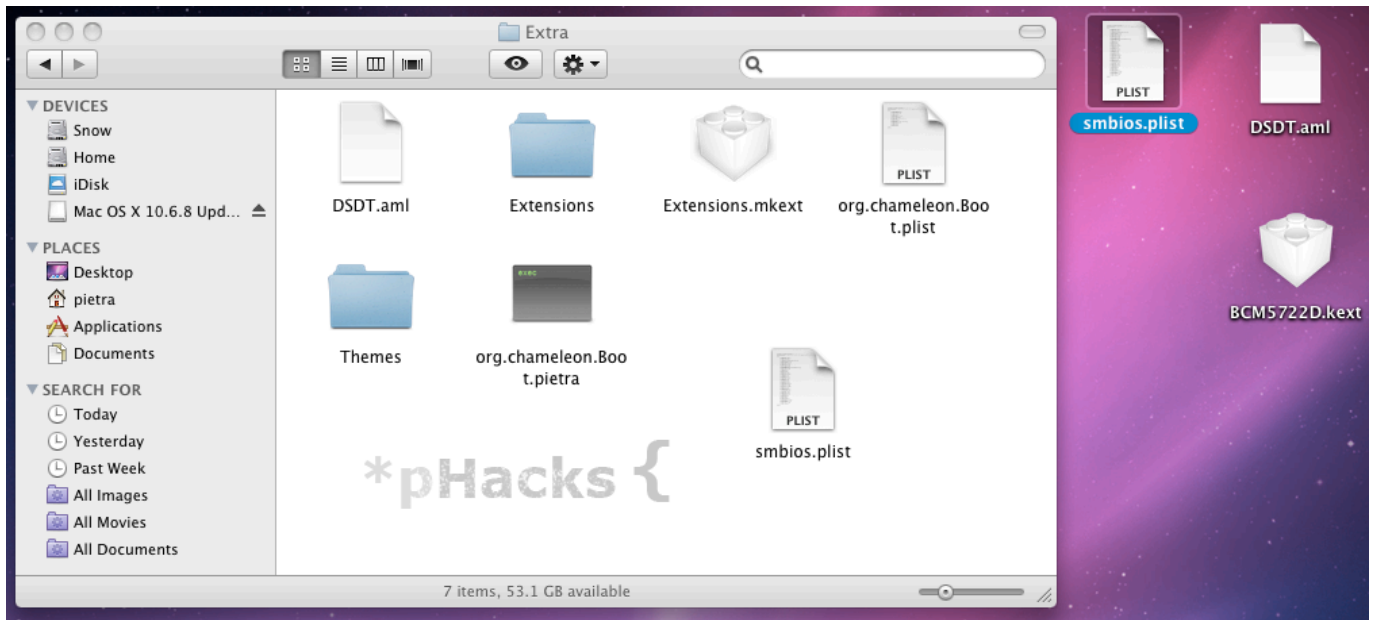 Extra
DEVICES
Snow
Home
iDisk
Mac OS X 10.6.8 Upd...
PLACES
Desktop
pietra
Applications
Documents
SEARCH FOR
Today
Yesterday
Past Week
All Images
All Movies
All Documents
DSDT.aml
Extensions
Extensions.mkext
PLIST
org.chameleon.Boo
t.plist
Themes
exec
org.chameleon.Boo
t.pietra
PLIST
smbios.plist
*pHacks {
7 items, 53.1 GB available
PLIST
smbios.plist
DSDT.aml
BCM5722D.kext